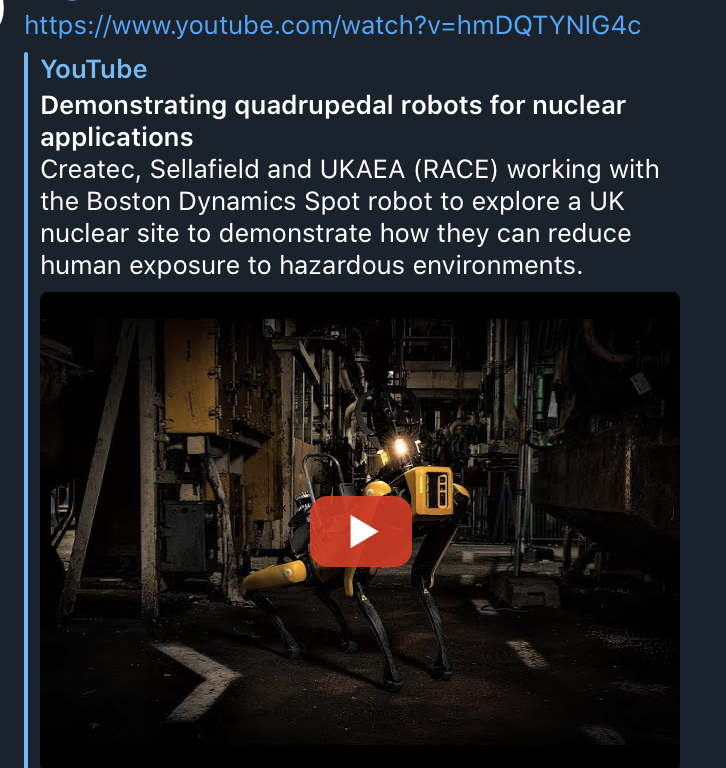 https://www.youtube.com/watch?v=hmDQTYNlG4c
YouTube
Demonstrating quadrupedal robots for nuclear
applications
Createc, Sellafield and UKAEA (RACE) working with
the Boston Dynamics Spot robot to explore a UK
nuclear site to demonstrate how they can reduce
human exposure to hazardous environments.